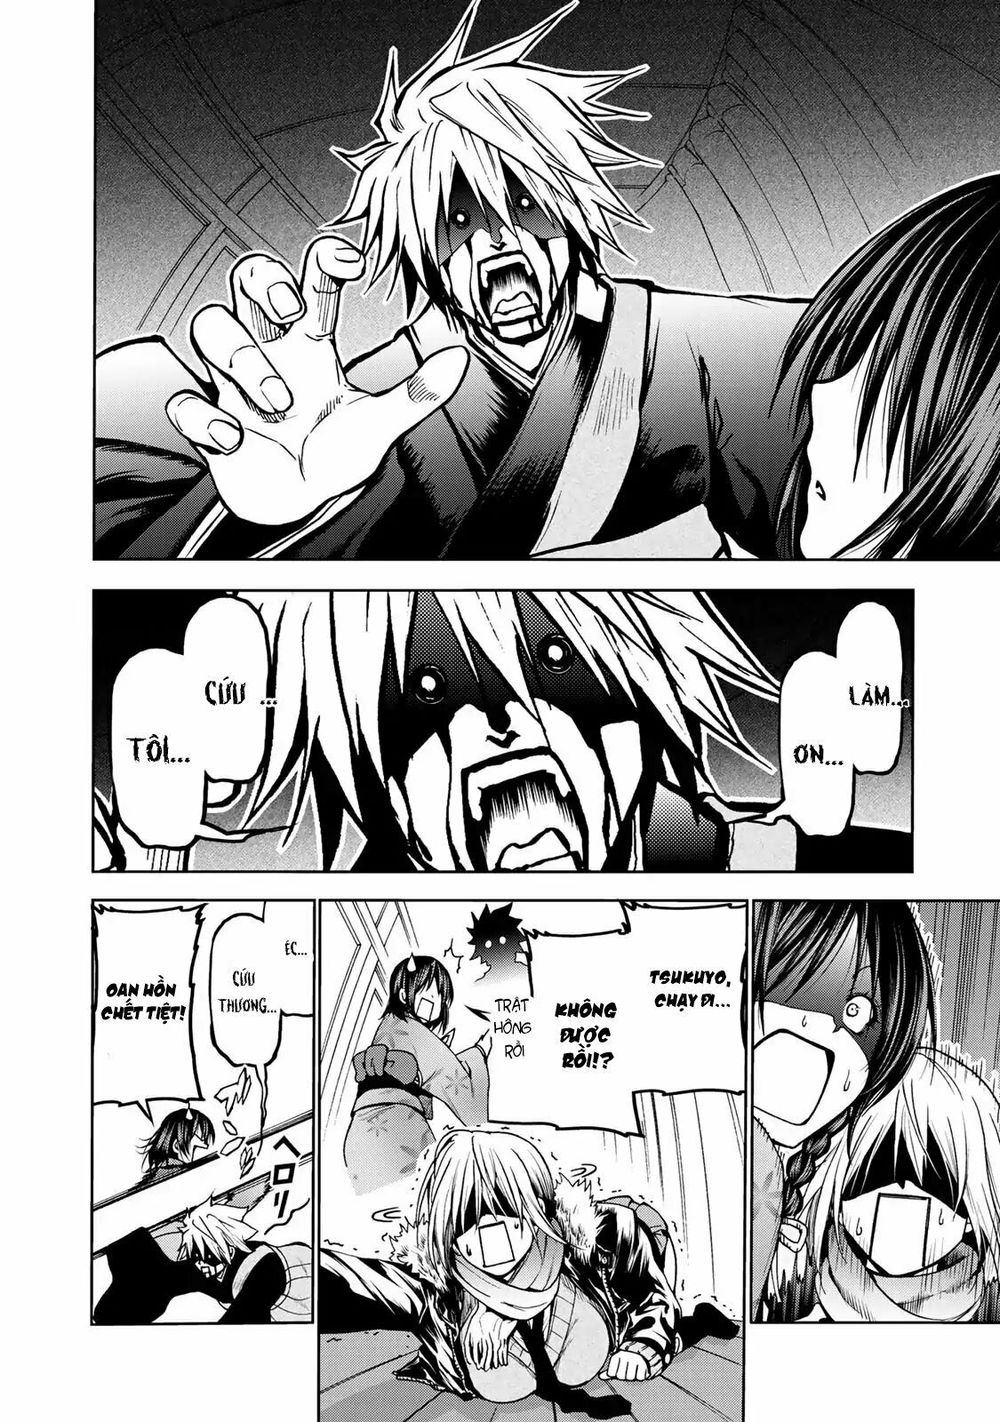 LÀM...
ƠN...
CỨU ...
TÔI...
TSUKUYO,
CHẠY ĐI...
KHÔNG
ĐƯỢC
RỒI!?
TRẬT
HÔNG
RỒI
ÉC...
CỨU
THƯƠNG...
OAN HỒN
CHẾT TIỆT!
ヘロリ